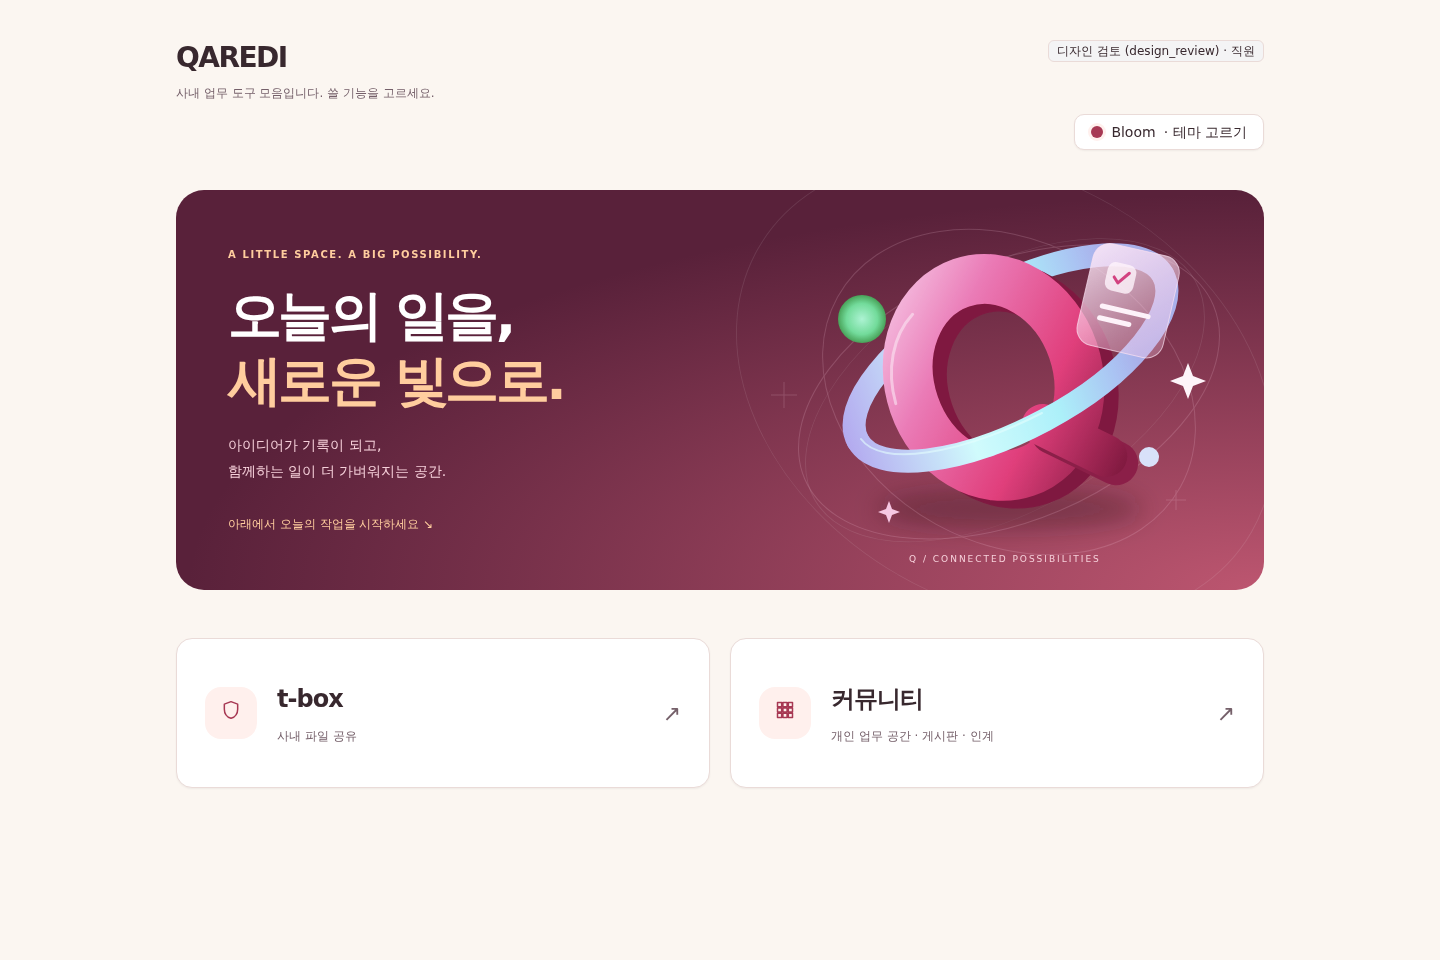 QAREDI
사내 업무 도구 모음입니다. 쓸 기능을 고르세요.
디자인 검토 (design_review) · 직원
Bloom · 테마 고르기
A LITTLE SPACE. A BIG POSSIBILITY.
오늘의 일을,
새로운 빛으로.
아이디어가 기록이 되고,
함께하는 일이 더 가벼워지는 공간.
아래에서 오늘의 작업을 시작하세요 ↘
Q / CONNECTED POSSIBILITIES
t-box
사내 파일 공유
커뮤니티
개인 업무 공간 · 게시판 · 인계